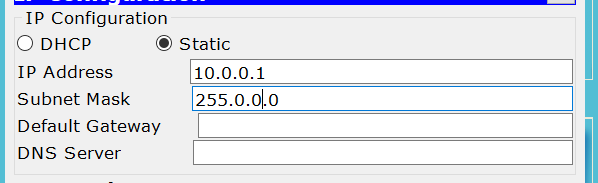 IP Configuration
DHCP Static
IP Address 10.0.0.1
Subnet Mask 255.0.0.0
Default Gateway
DNS Server